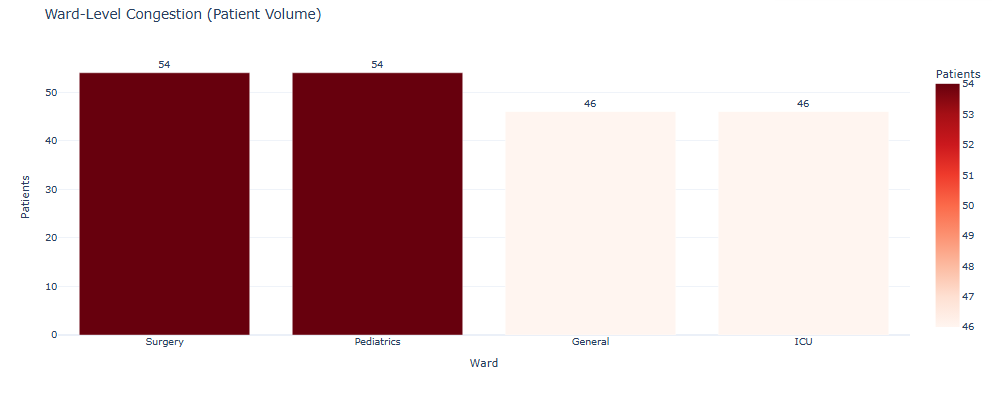 Ward-Level Congestion (Patient Volume)
54
54
46
46
Patients
50
40
30
20
10
0
Surgery
Pediatrics
General
ICU
Ward
Patients
54
53
52
51
50
49
48
47
46